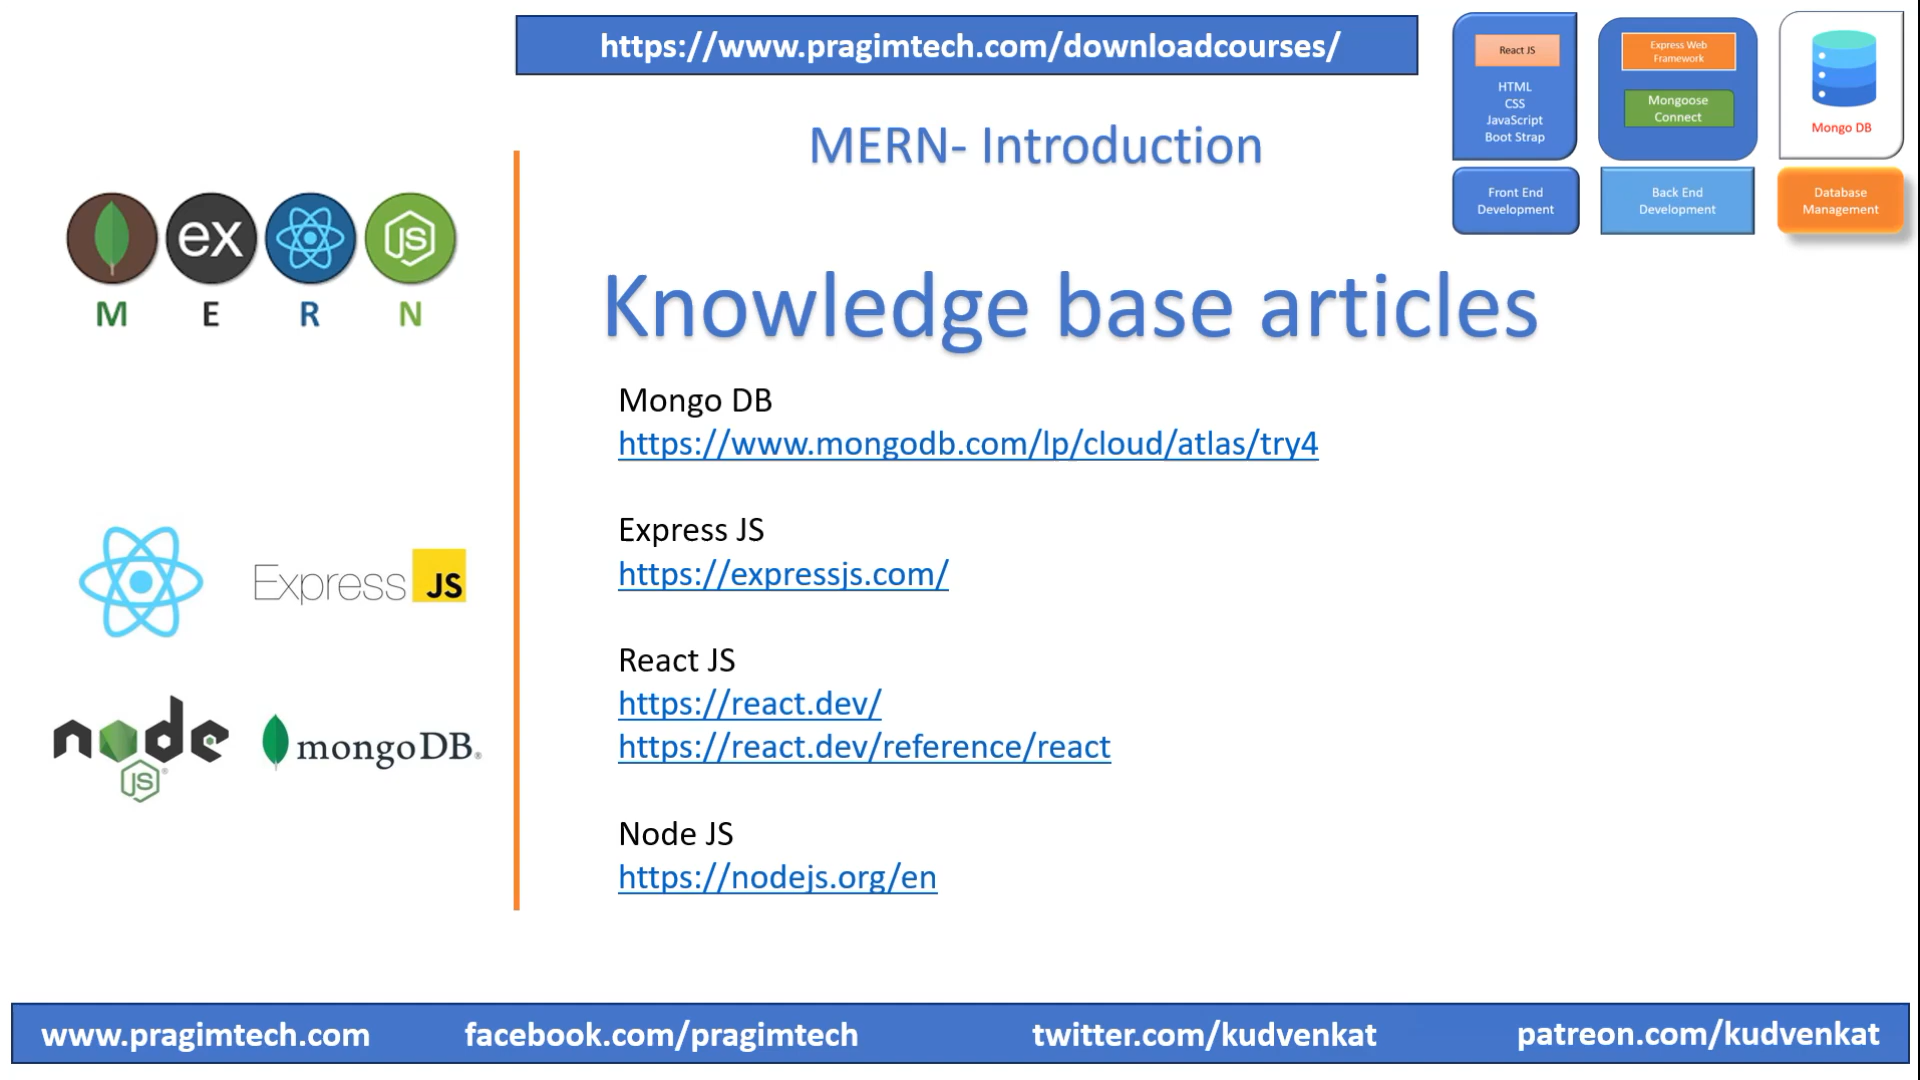 https://www.pragimtech.com/downloadcourses/
React JS
HTML
CSS
JavaScript
Boot Strap
Front End
Development
Express Web
Framework
Mongoose
Connect
Back End
Development
Mongo DB
Database
Management
MERN- Introduction
ex
JS
M E R N
Knowledge base articles
Mongo DB
https://www.mongodb.com/lp/cloud/atlas/try4
Express JS
https://expressjs.com/
React JS
https://react.dev/
https://react.dev/reference/react
Node JS
https://nodejs.org/en
Express JS
node
JS
mongoDB®
www.pragimtech.com facebook.com/pragimtech twitter.com/kudvenkat patreon.com/kudvenkat